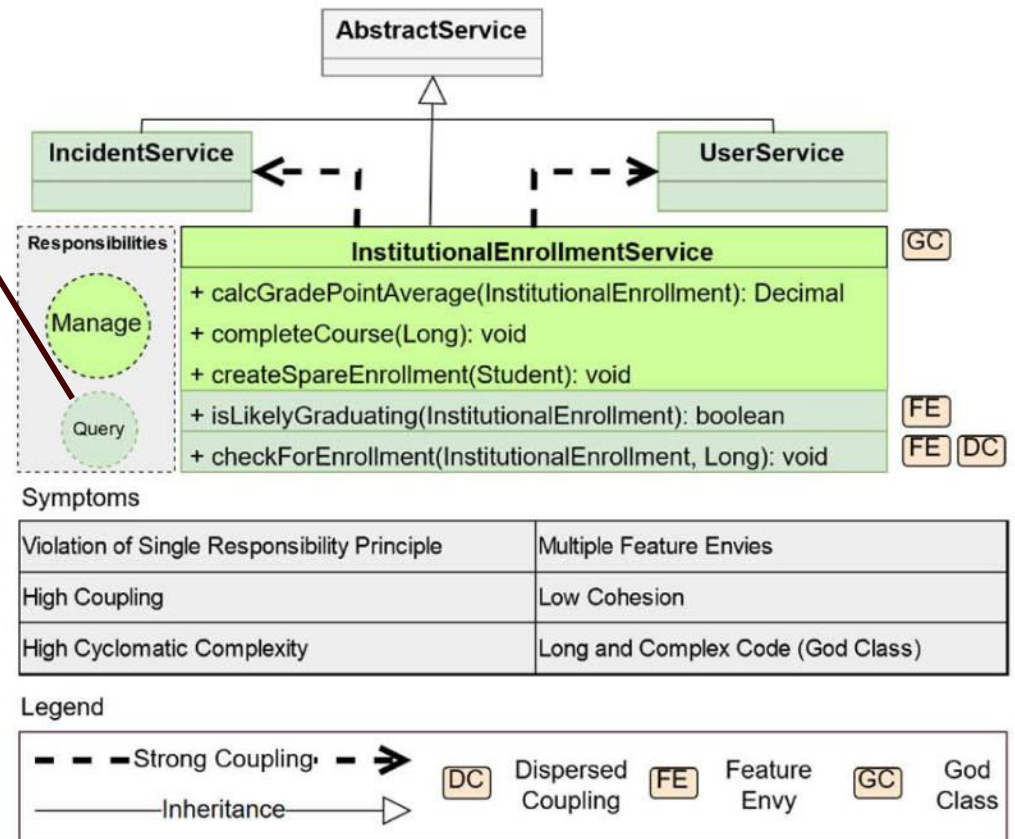 AbstractService
IncidentService
UserService
Responsibilities
Manage
Query
InstitutionalEnrollmentService
GC
+ calcGradePointAverage(InstitutionalEnrollment): Decimal
+ completeCourse(Long): void
+ createSpareEnrollment(Student): void
+ isLikelyGraduating(InstitutionalEnrollment): boolean
FE
+ checkForEnrollment(InstitutionalEnrollment, Long): void
FE DC
Symptoms
Violation of Single Responsibility Principle
Multiple Feature Envies
High Coupling
Low Cohesion
High Cyclomatic Complexity
Long and Complex Code (God Class)
Legend
Strong Coupling
Inheritance
DC
Dispersed
Coupling
FE
Feature
Envy
GC
God
Class